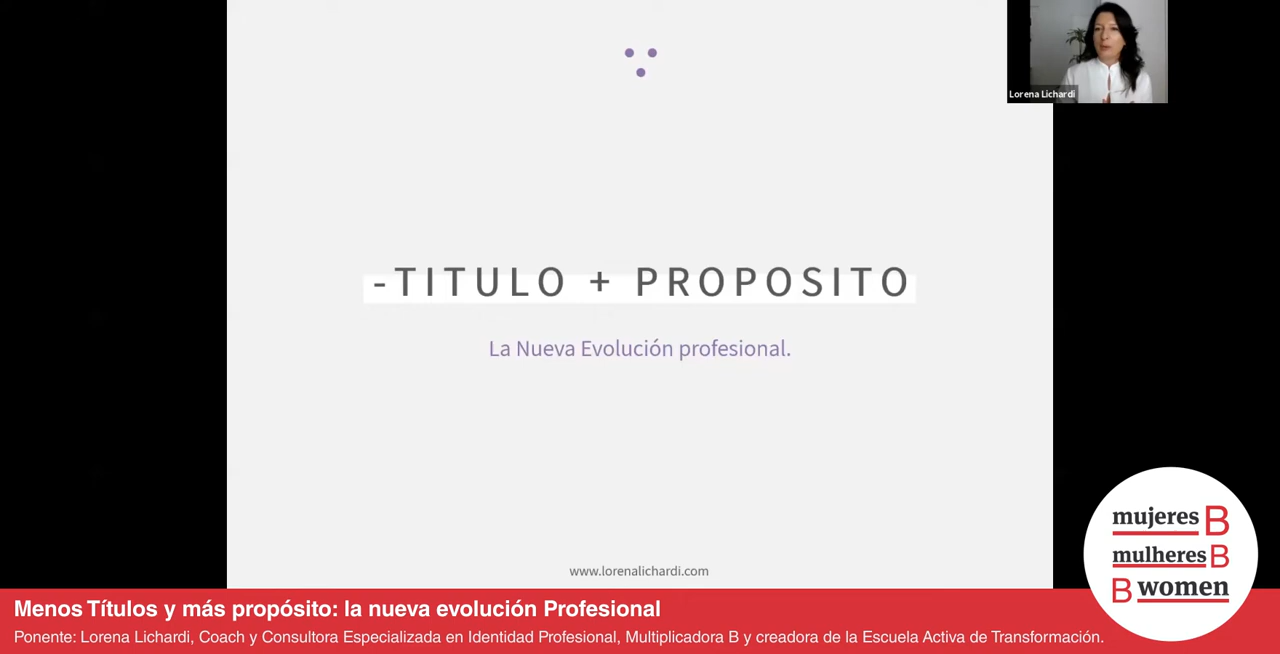 Lorena Lichardi
-TITULO + PROPOSITO
La Nueva Evolución profesional.
www.lorenalichardi.com
mujeres B
mulheres B
B women
Menos Títulos y más propósito: la nueva evolución Profesional
Ponente: Lorena Lichardi, Coach y Consultora Especializada en Identidad Profesional, Multiplicadora B y creadora de la Escuela Activa de Transformación.